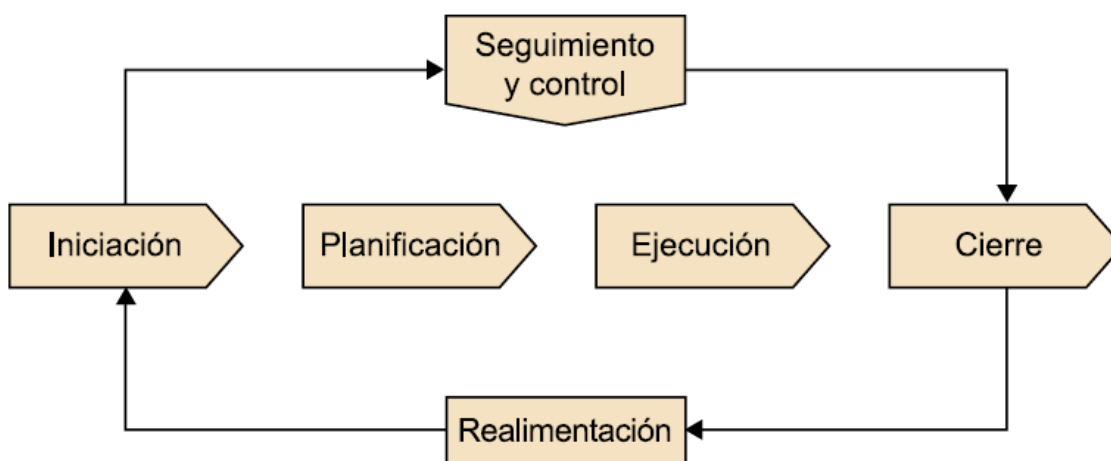 Seguimiento
y control
Iniciación
Planificación
Ejecución
Cierre
Realimentación